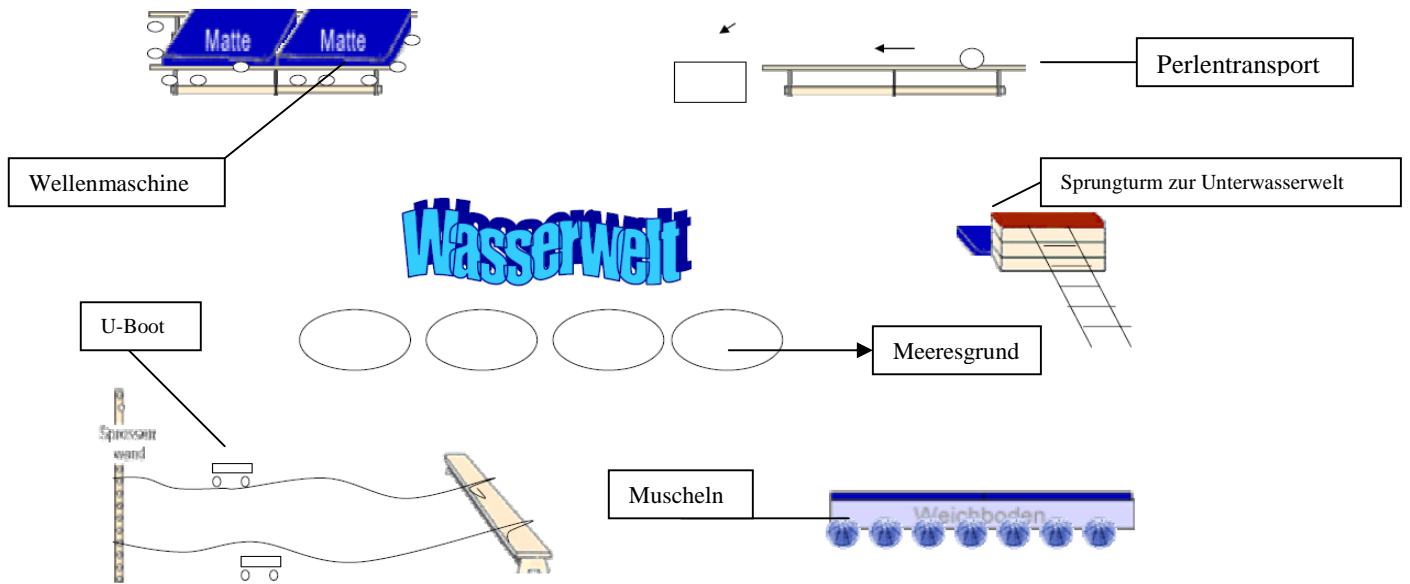 Matte
Matte
Perlentransport
Wellenmaschine
Sprungturm zur Unterwasserwelt
Wasserwelt
U-Boot
Meeresgrund
Sprossen
wand
Muscheln
Weichboden